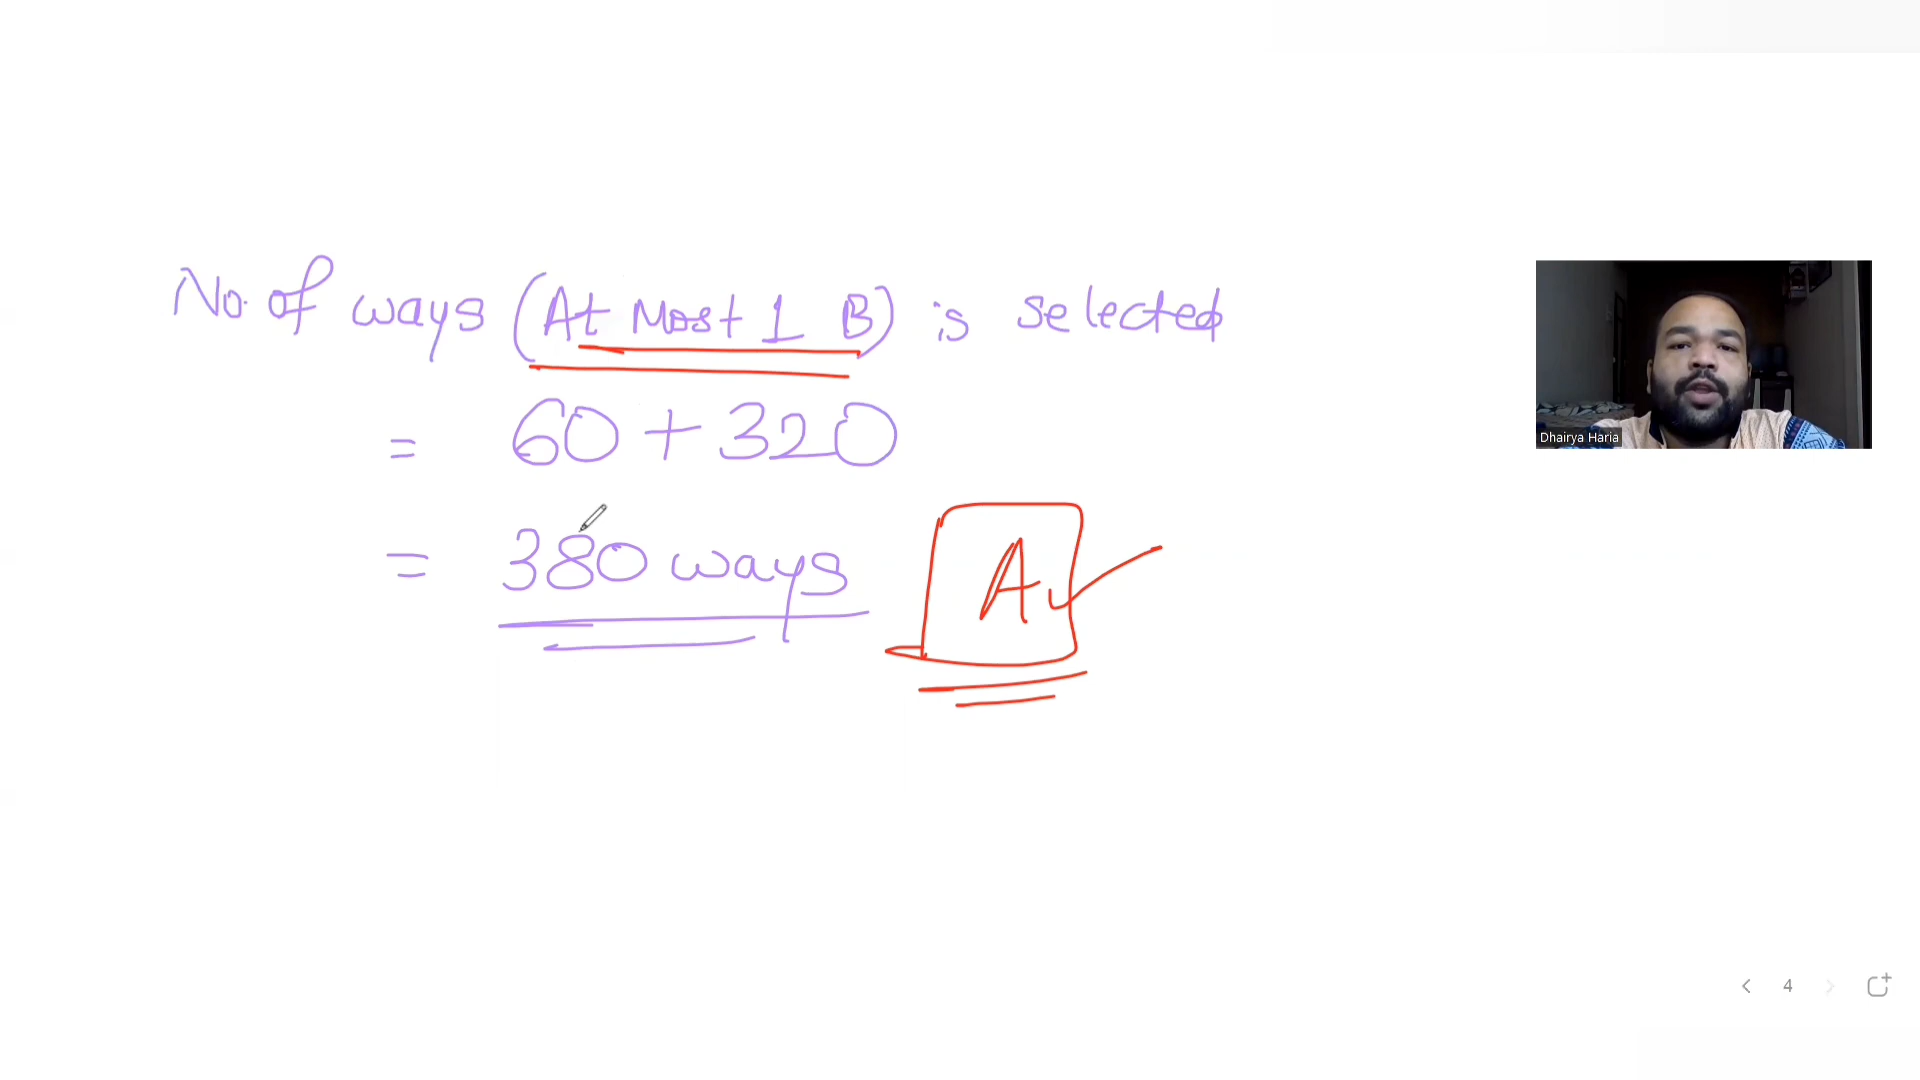 No. of ways (At Most 1 B) is selected
= 60 + 320
= 380 ways
A
Dhairya Haria
4